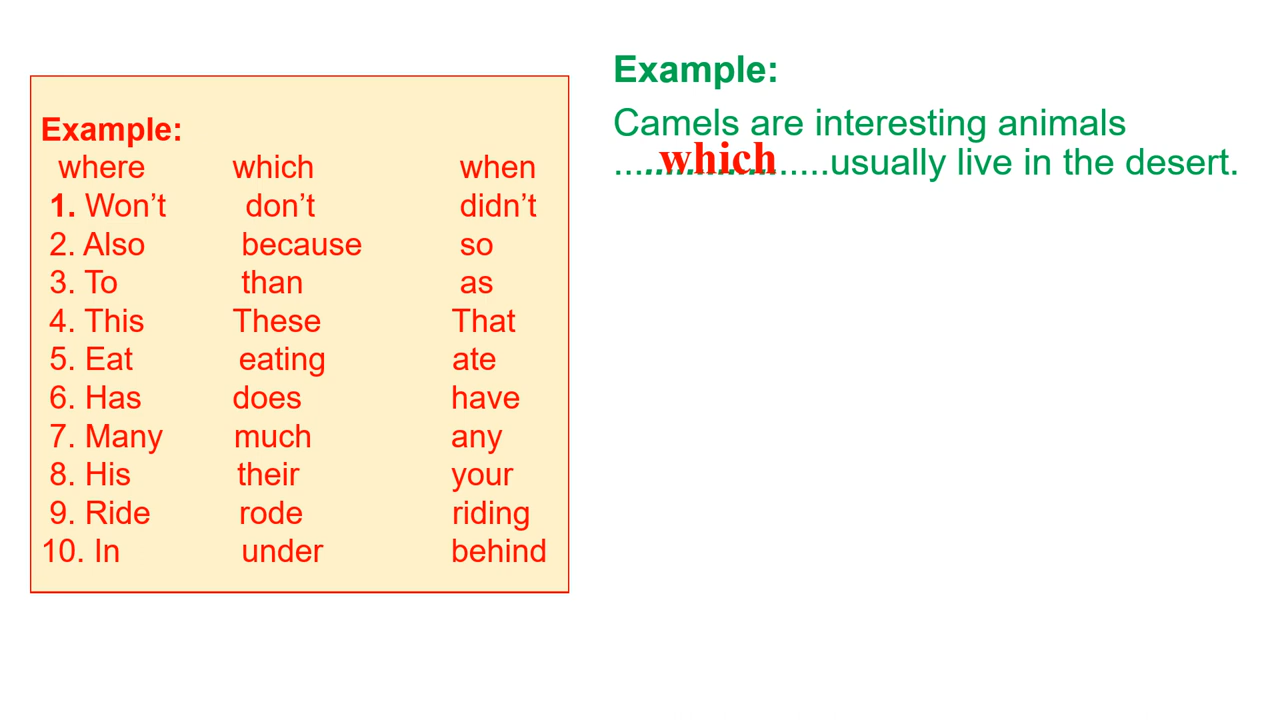 Example:
where which when
1. Won't don't didn't
2. Also because so
3. To than as
4. This These That
5. Eat eating ate
6. Has does have
7. Many much any
8. His their your
9. Ride rode riding
10. In under behind
Example:
Camels are interesting animals
.....which.....usually live in the desert.